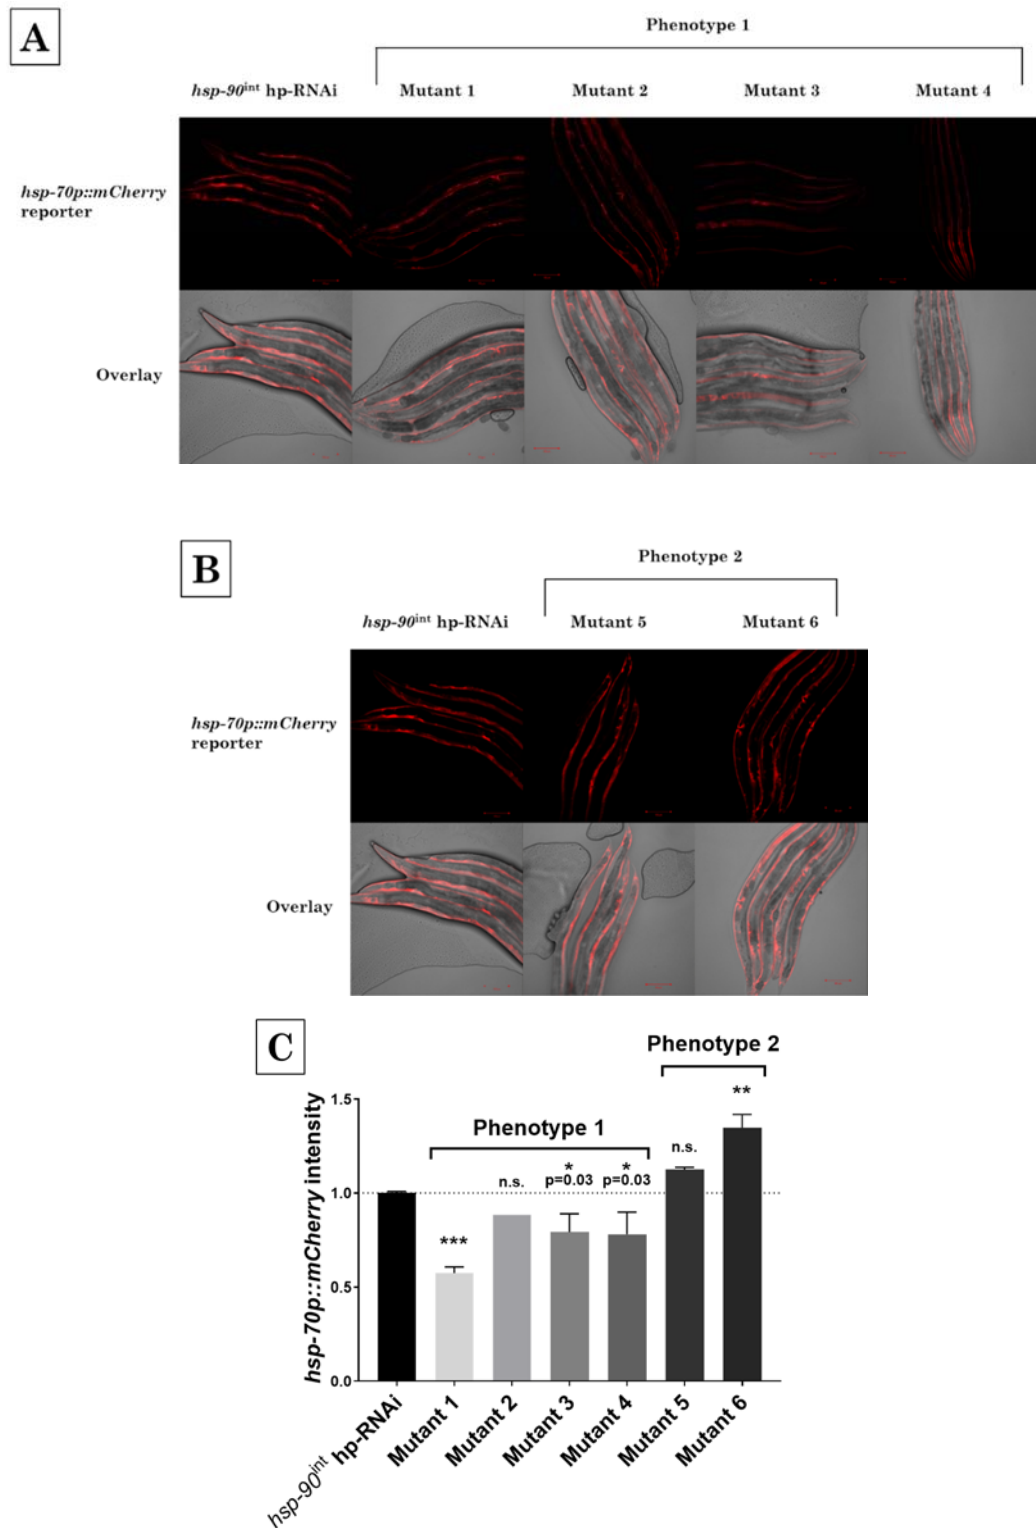 A
Phenotype 1
hsp-90int hp-RNAi Mutant 1 Mutant 2 Mutant 3 Mutant 4
hsp-70p::mCherry
reporter
Overlay
B
Phenotype 2
hsp-90int hp-RNAi Mutant 5 Mutant 6
hsp-70p::mCherry
reporter
Overlay
C
Phenotype 2
Phenotype 1
hsp-70p::mCherry intensity
1.5
1.0
0.5
0.0
***
n.s.
*
p=0.03
*
p=0.03
n.s.
**
hsp-90int hp-RNAi
Mutant 1
Mutant 2
Mutant 3
Mutant 4
Mutant 5
Mutant 6